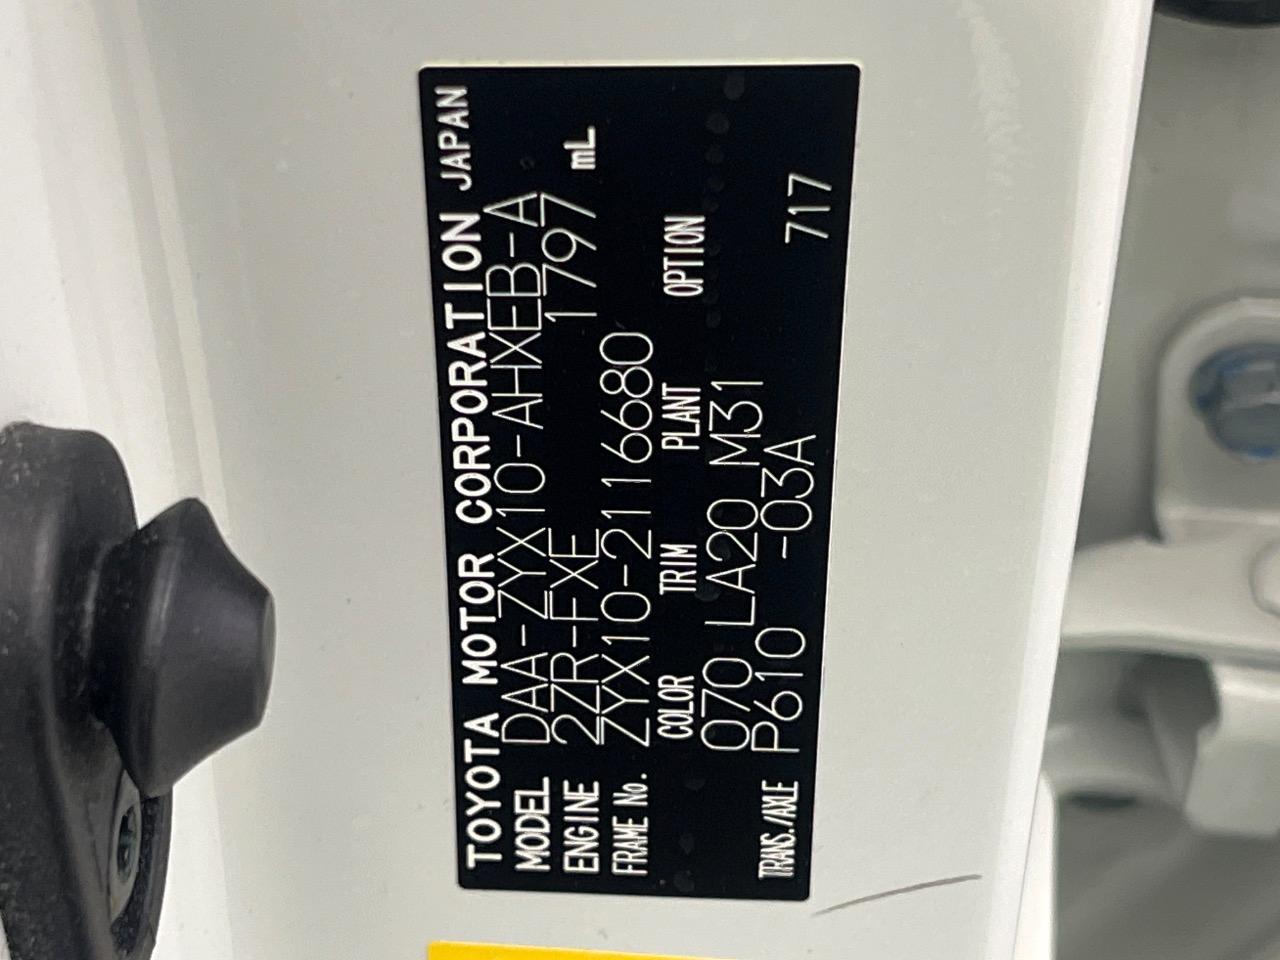 TOYOTA MOTOR CORPORATION JAPAN
MODEL DAA-ZYX10-AHXEB-A
ENGINE 2ZR-FXE 1797 mL
FRAME No. ZYX10-2116680
COLOR TRIM PLANT OPTION
070 LA20 M31
TRANS./AXLE P610 -03A 717